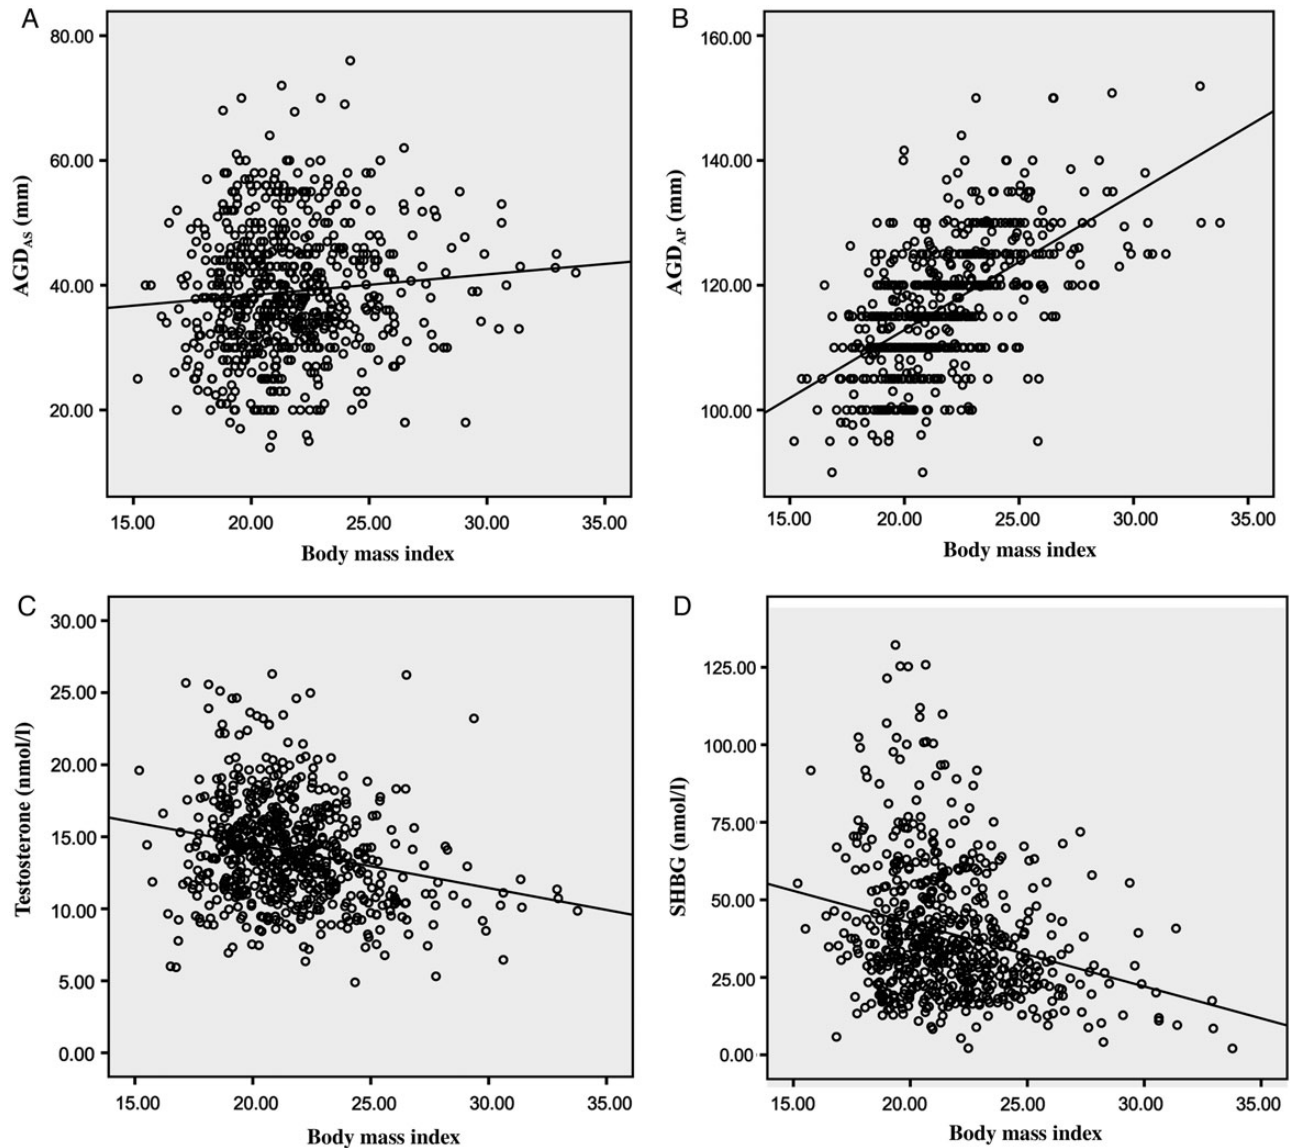 A
80.00
60.00
40.00
20.00
AGD_AS (mm)
15.00 20.00 25.00 30.00 35.00
Body mass index
B
160.00
140.00
120.00
100.00
AGD_AP (mm)
15.00 20.00 25.00 30.00 35.00
Body mass index
C
30.00
25.00
20.00
15.00
10.00
5.00
0.00
Testosterone (nmol/l)
15.00 20.00 25.00 30.00 35.00
Body mass index
D
125.00
100.00
75.00
50.00
25.00
0.00
SHBG (nmol/l)
15.00 20.00 25.00 30.00 35.00
Body mass index